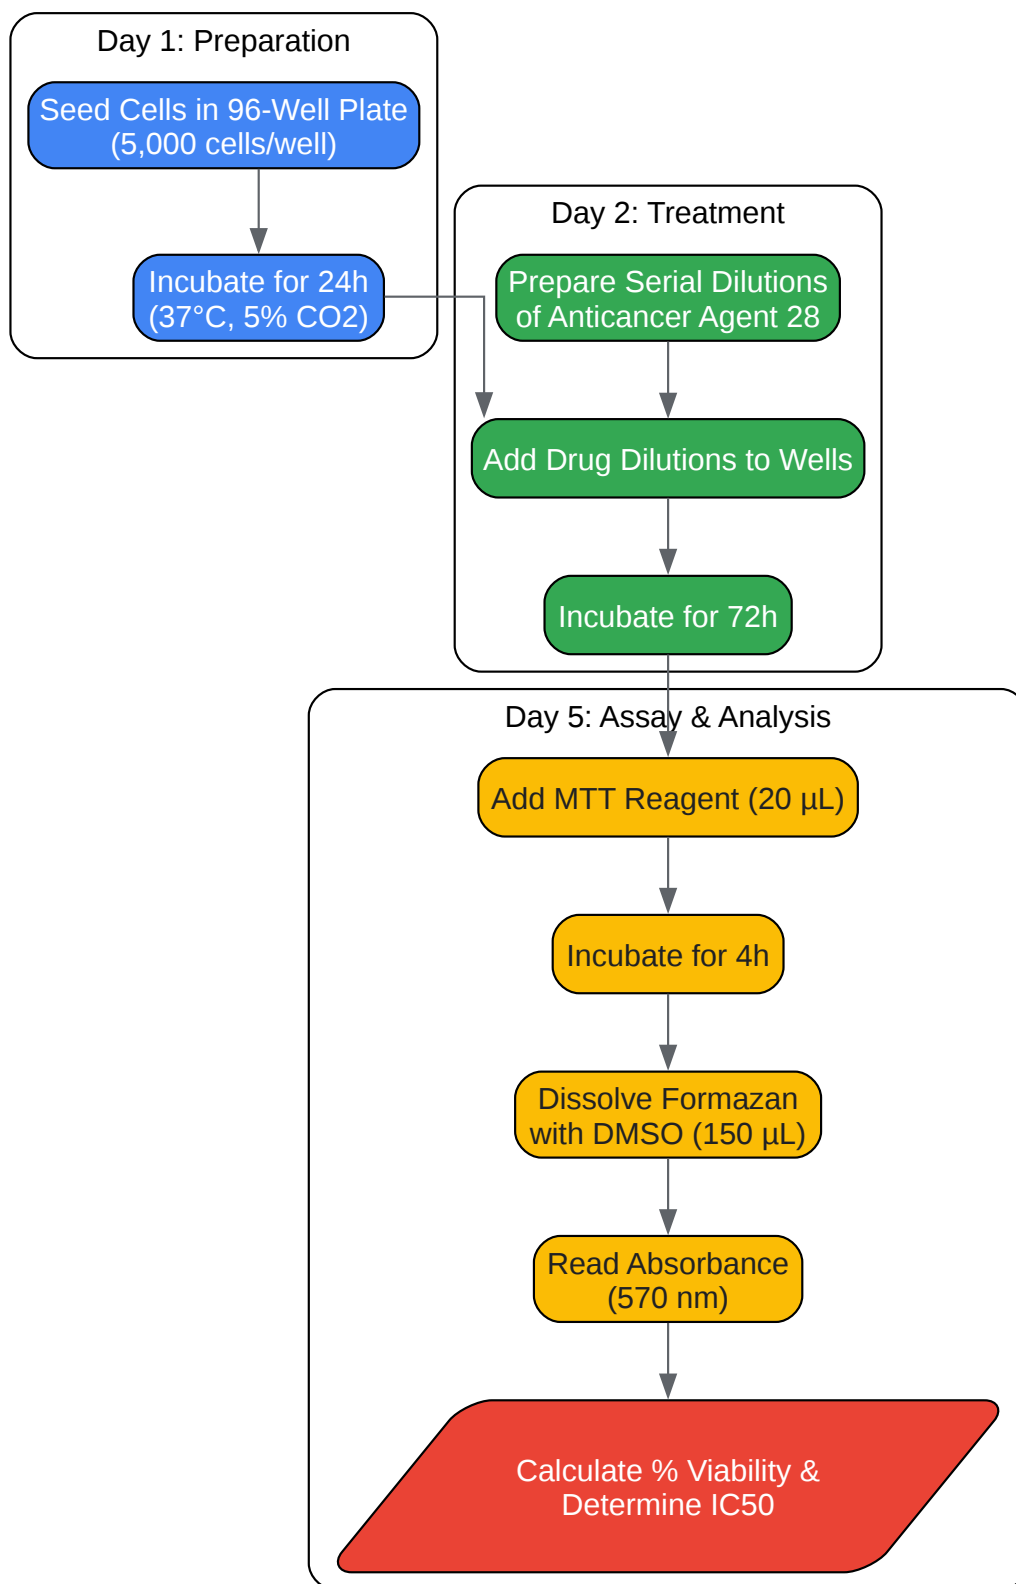 Day 1: Preparation
Seed Cells in 96-Well Plate
(5,000 cells/well)
Incubate for 24h
(37°C, 5% CO2)
Day 2: Treatment
Prepare Serial Dilutions
of Anticancer Agent 28
Add Drug Dilutions to Wells
Incubate for 72h
Day 5: Assay & Analysis
Add MTT Reagent (20 µL)
Incubate for 4h
Dissolve Formazan
with DMSO (150 µL)
Read Absorbance
(570 nm)
Calculate % Viability &
Determine IC50